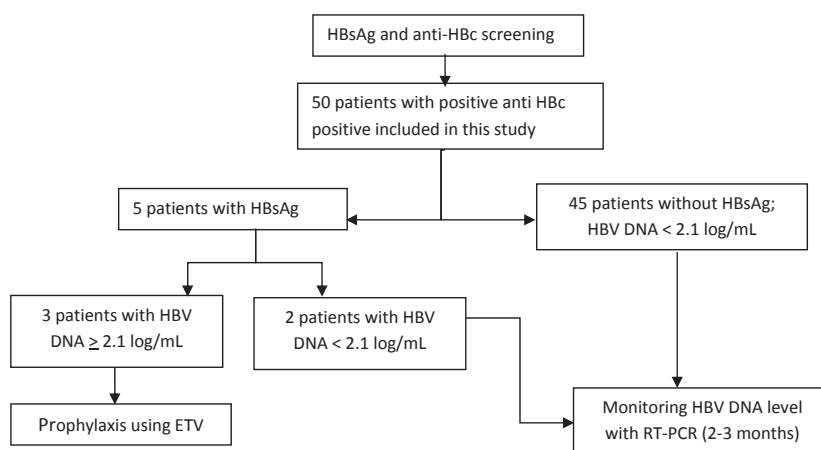 HBsAg and anti-HBc screening
50 patients with positive anti HBc
positive included in this study
5 patients with HBsAg
45 patients without HBsAg;
HBV DNA < 2.1 log/mL
3 patients with HBV
DNA ≥ 2.1 log/mL
2 patients with HBV
DNA < 2.1 log/mL
Prophylaxis using ETV
Monitoring HBV DNA level
with RT-PCR (2-3 months)